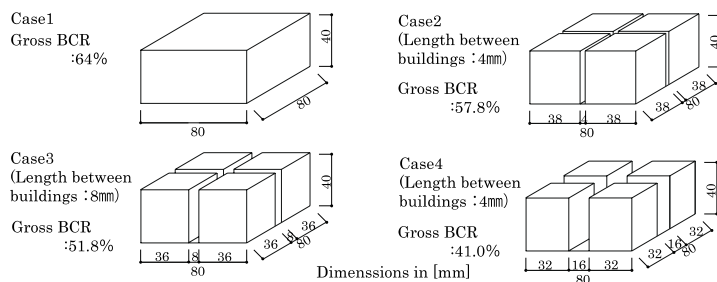 Case1
Gross BCR
:64%
40
80
80
Case2
(Length between
buildings :4mm)
Gross BCR
:57.8%
40
38
38
80
38
4
38
80
Case3
(Length between
buildings :8mm)
Gross BCR
:51.8%
40
36
8
36
80
36
8
36
80
Case4
(Length between
buildings :4mm)
Gross BCR
:41.0%
40
32
16
32
80
32
16
32
80
Dimenssions in [mm]